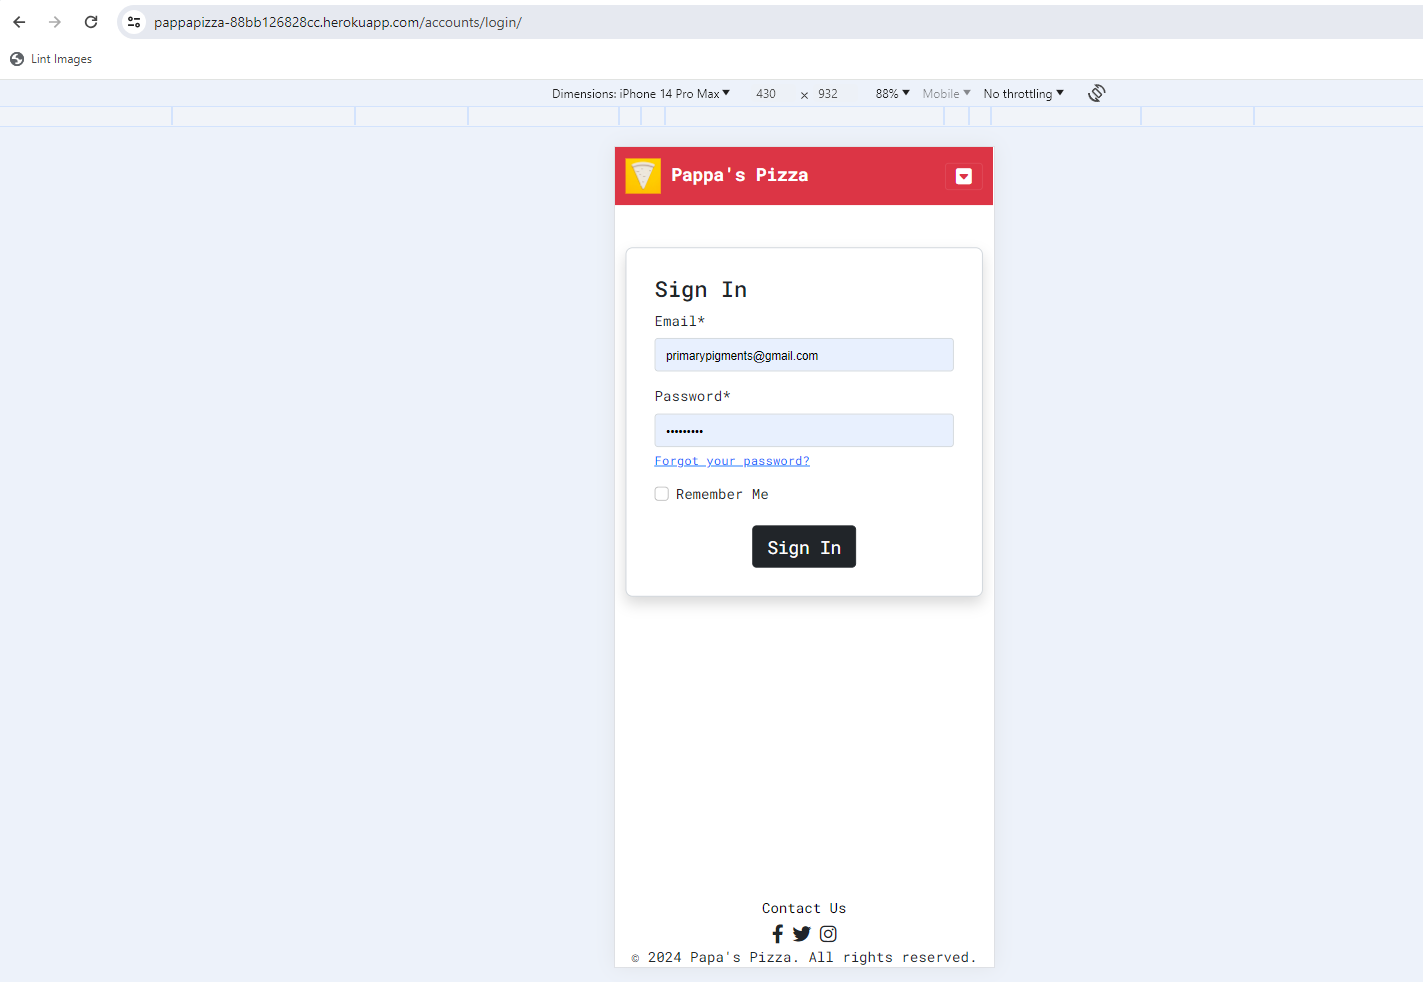 pappapizza-88bb126828cc.herokuapp.com/accounts/login/
Lint Images
Dimensions: iPhone 14 Pro Max 430 × 932 88% Mobile No throttling
Pappa's Pizza
Sign In
Email*
primarypigments@gmail.com
Password*
•••••••••
Forgot your password?
Remember Me
Sign In
Contact Us
© 2024 Papa's Pizza. All rights reserved.